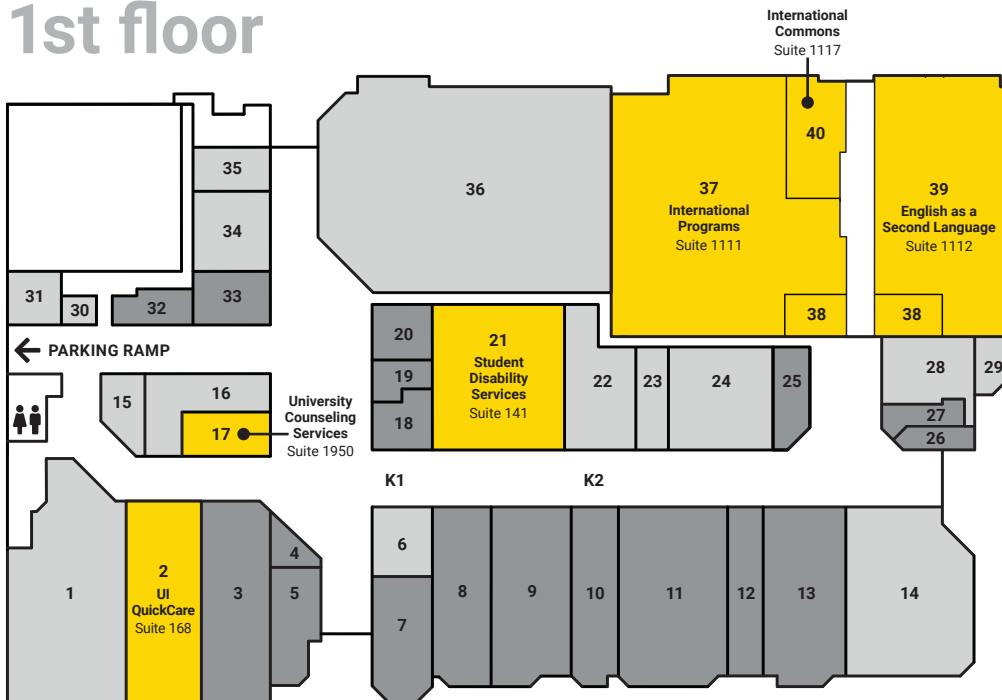 1st floor
International
Commons
Suite 1117
40
35
36
37
International
Programs
Suite 1111
39
English as a
Second Language
Suite 1112
34
31
30
32
33
38
38
PARKING RAMP
20
19
18
21
Student
Disability
Services
Suite 141
22
23
24
25
28
29
27
26
15
16
17
University
Counseling
Services
Suite 1950
K1
K2
1
2
UI
QuickCare
Suite 168
3
4
5
6
7
8
9
10
11
12
13
14